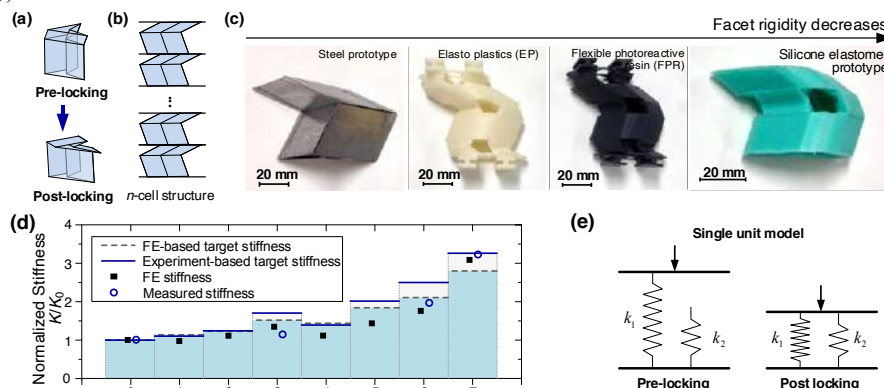 (a)
(b)
(c)
Facet rigidity decreases
Pre-locking
Post-locking
n-cell structure
Steel prototype
Elasto plastics (EP)
Flexible photoreactive
resin (FPR)
Silicone elastomer
prototype
20 mm
20 mm
20 mm
20 mm
(d)
Normalized Stiffness
K/K0
4
3
2
1
0
FE-based target stiffness
Experiment-based target stiffness
FE stiffness
Measured stiffness
(e)
Single unit model
k1
k2
k1
k2
Pre-locking
Post locking